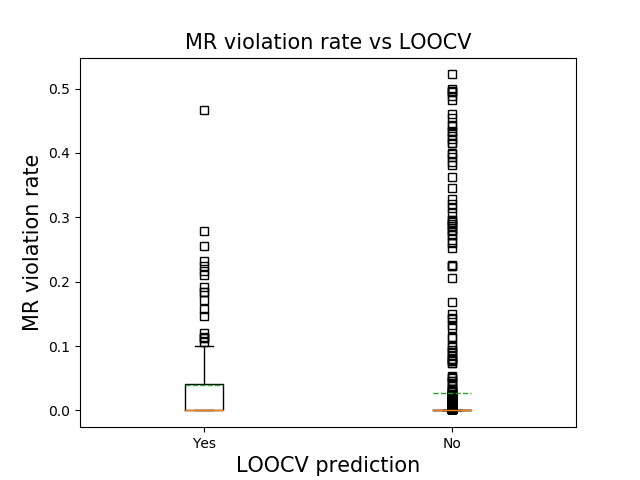 MR violation rate vs LOOCV
MR violation rate
0.5
0.4
0.3
0.2
0.1
0.0
Yes
No
LOOCV prediction